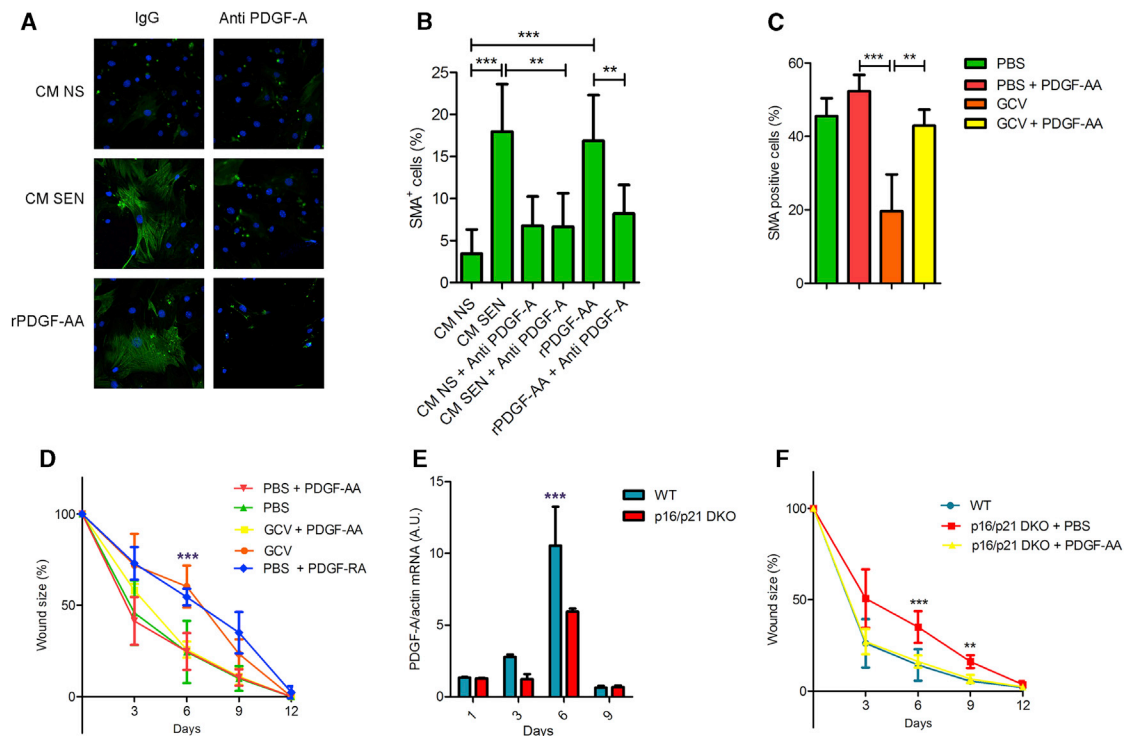 A
IgG
Anti PDGF-A
CM NS
CM SEN
rPDGF-AA
B
***
***
**
**
SMA+ cells (%)
25
20
15
10
5
0
CM NS
CM SEN
CM NS + Anti PDGF-A
CM SEN + Anti PDGF-A
rPDGF-AA
rPDGF-AA + Anti PDGF-A
C
***
**
SMA positive cells (%)
60
40
20
0
PBS
PBS + PDGF-AA
GCV
GCV + PDGF-AA
D
Wound size (%)
100
50
0
***
3
6
9
12
Days
PBS + PDGF-AA
PBS
GCV + PDGF-AA
GCV
PBS + PDGF-RA
E
PDGF-A/actin mRNA (A.U.)
15
10
5
0
***
1
3
6
9
Days
WT
p16/p21 DKO
F
Wound size (%)
100
50
0
***
**
3
6
9
12
Days
WT
p16/p21 DKO + PBS
p16/p21 DKO + PDGF-AA